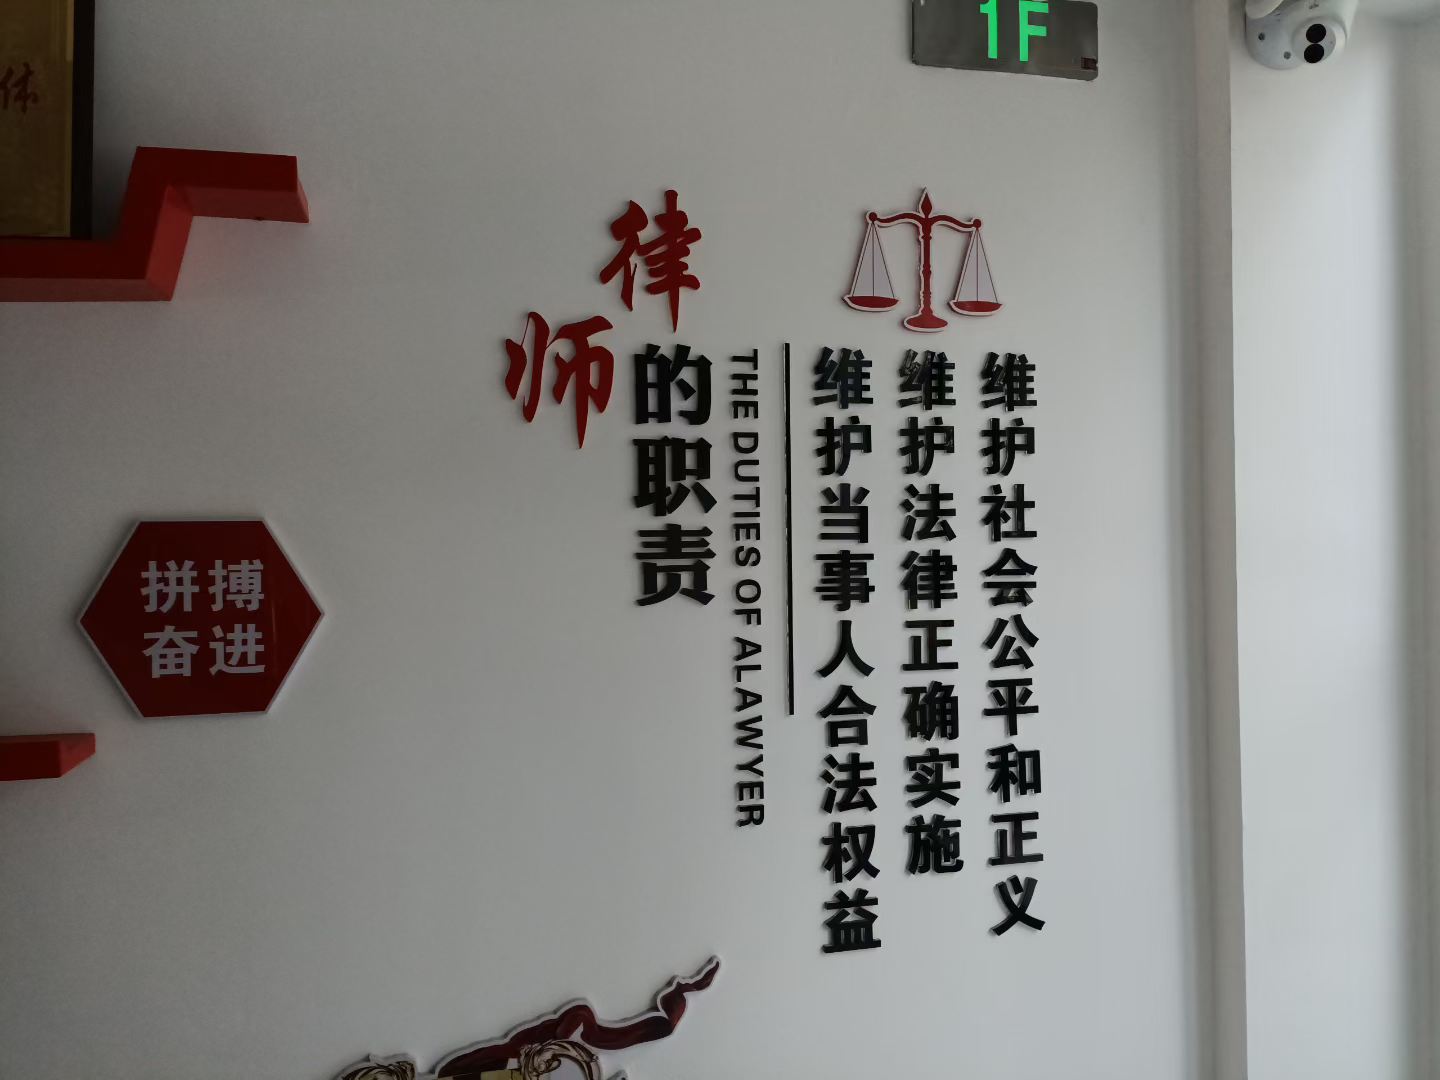 1F
律师的职责
THE DUTIES OF A LAWYER
维护当事人合法权益
维护法律正确实施
维护社会公平和正义
拼搏
奋进
体